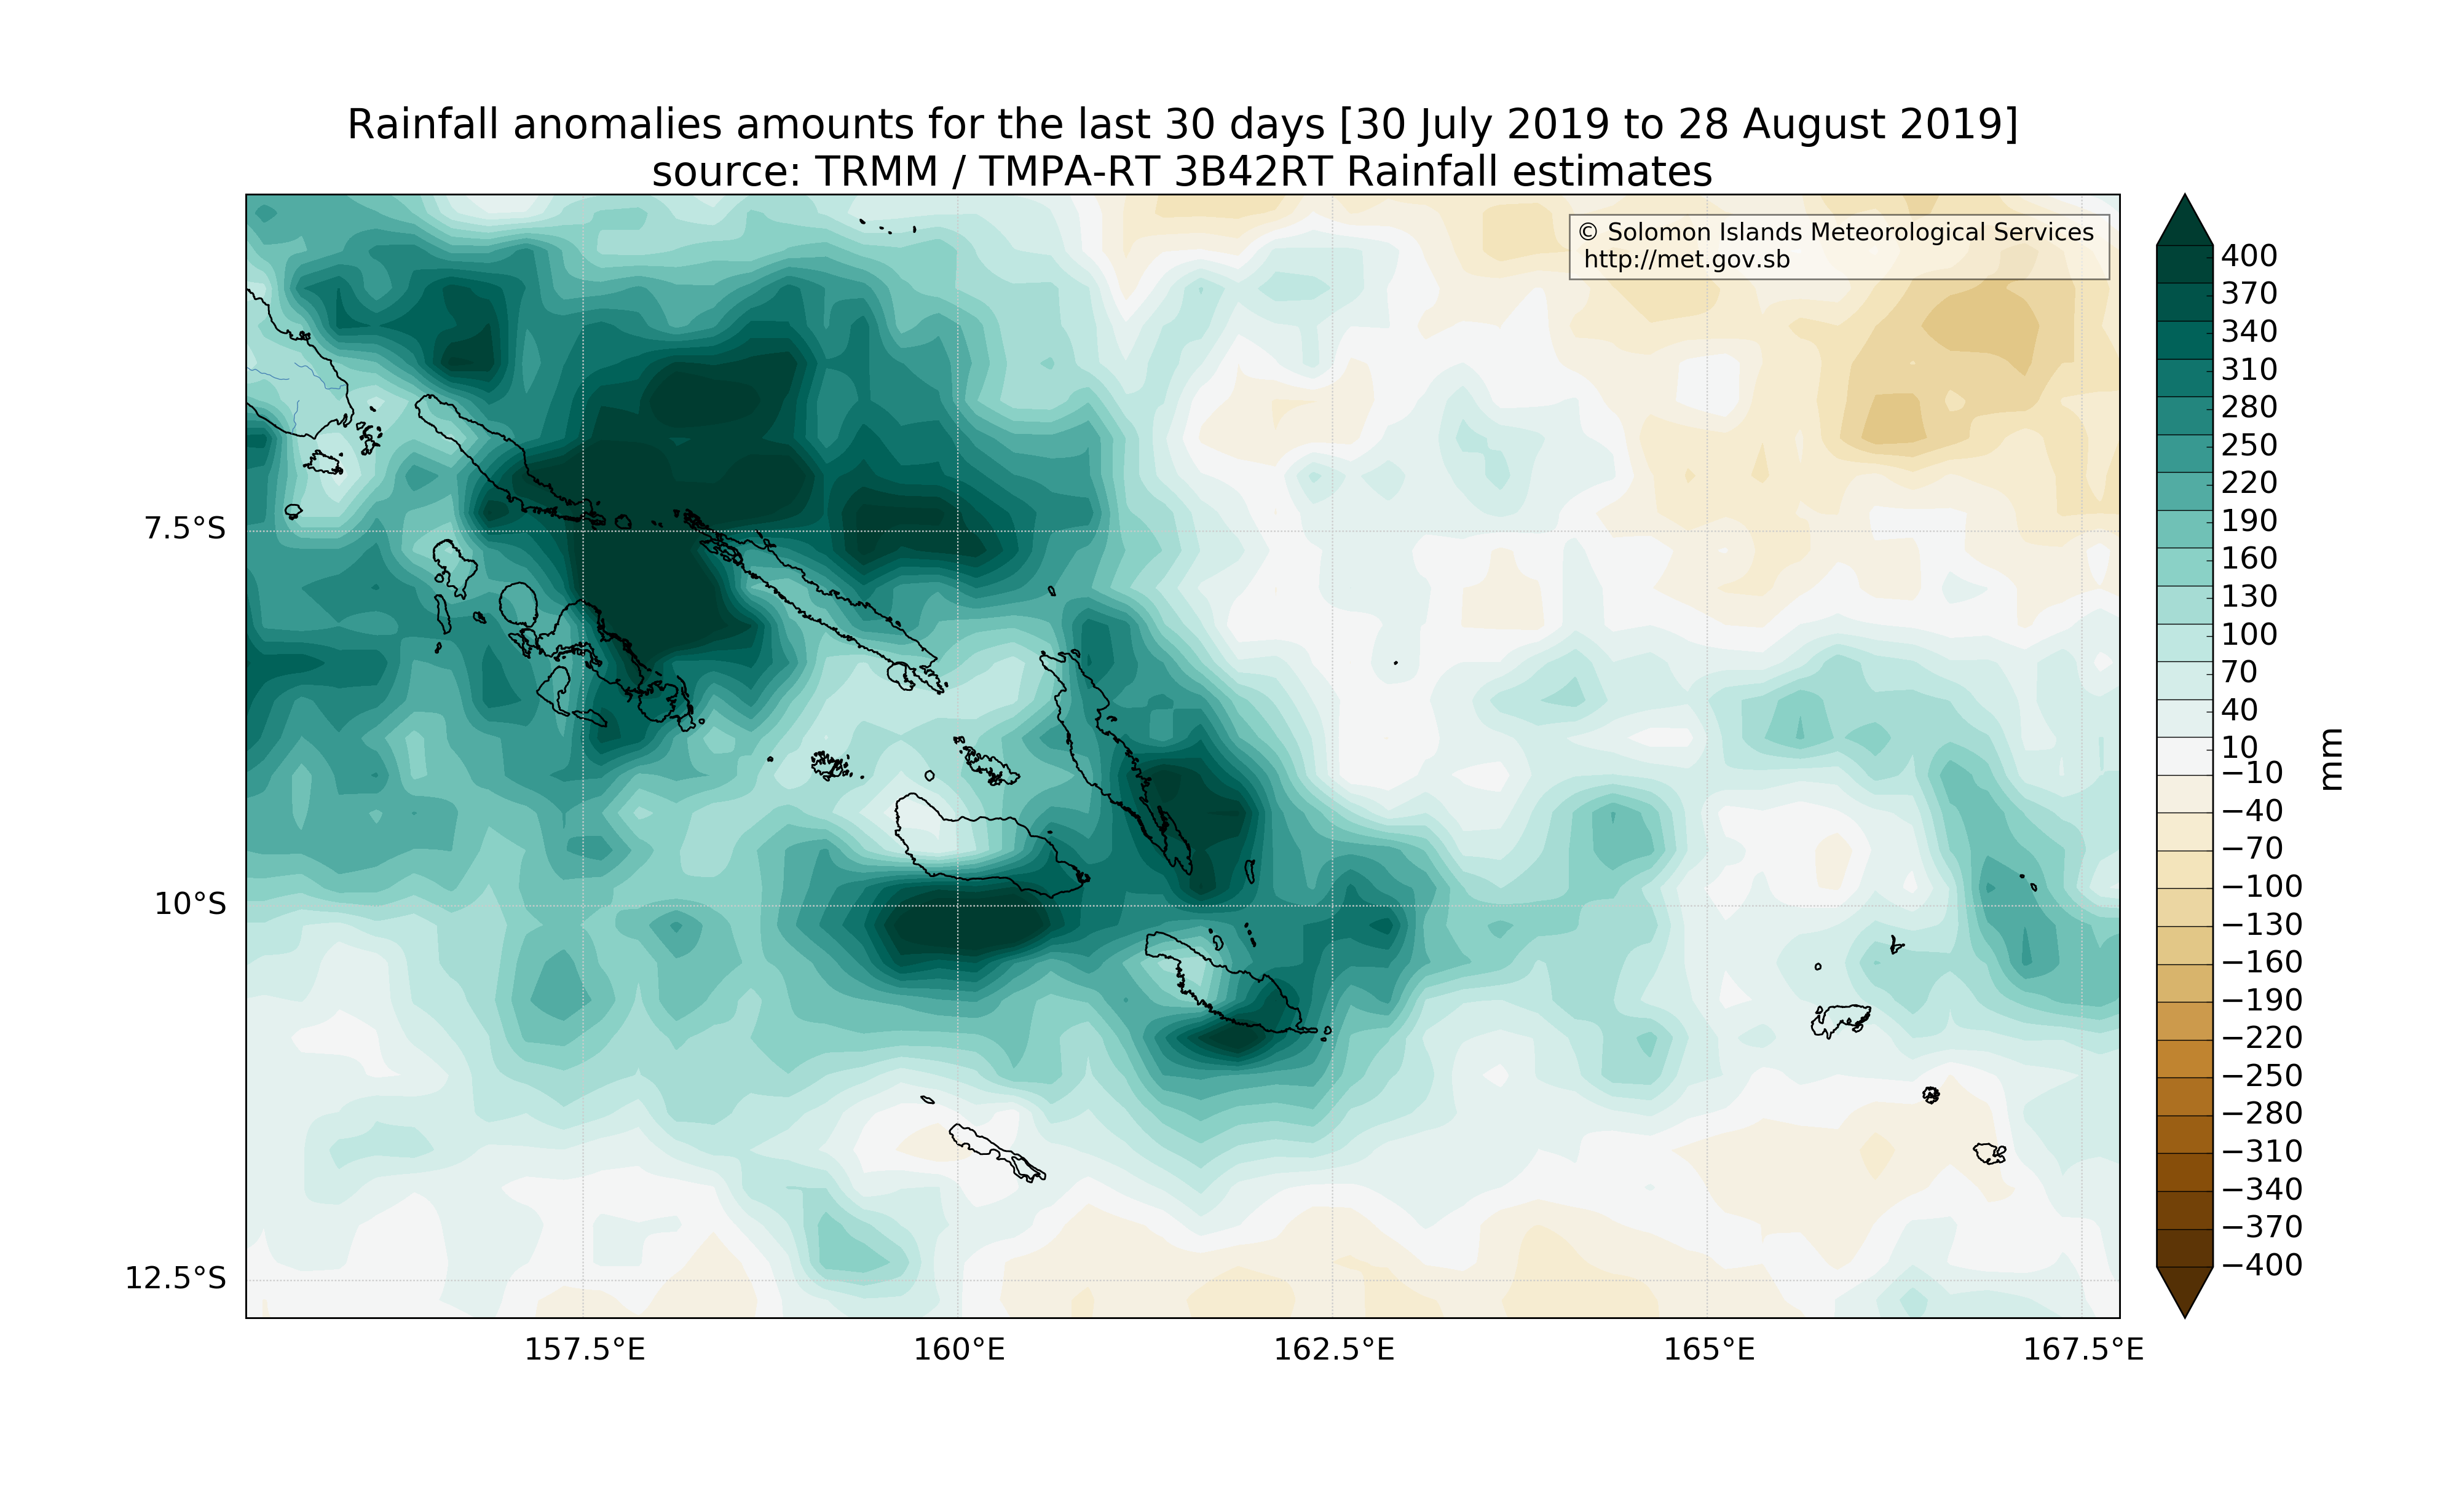 Rainfall anomalies amounts for the last 30 days [30 July 2019 to 28 August 2019]
source: TRMM / TMPA-RT 3B42RT Rainfall estimates
© Solomon Islands Meteorological Services
http://met.gov.sb
7.5°S
10°S
12.5°S
157.5°E
160°E
162.5°E
165°E
167.5°E
400
370
340
310
280
250
220
190
160
130
100
70
40
10
−10
−40
−70
−100
−130
−160
−190
−220
−250
−280
−310
−340
−370
−400
mm